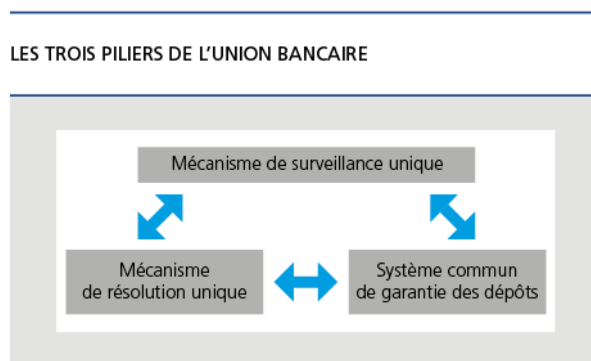 LES TROIS PILIERS DE L'UNION BANCAIRE
Mécanisme de surveillance unique
Mécanisme
de résolution unique
Système commun
de garantie des dépôts